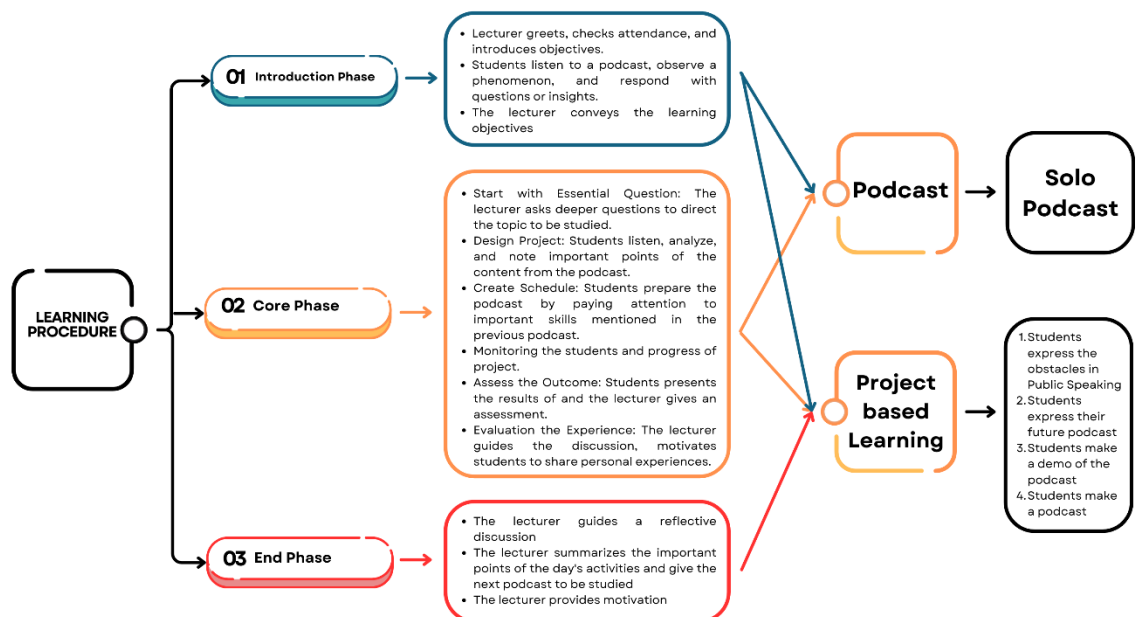 LEARNING
PROCEDURE
01 Introduction Phase
• Lecturer greets, checks attendance, and
introduces objectives.
• Students listen to a podcast, observe a
phenomenon, and respond with
questions or insights.
• The lecturer conveys the learning
objectives
02 Core Phase
• Start with Essential Question: The
lecturer asks deeper questions to direct
the topic to be studied.
• Design Project: Students listen, analyze,
and note important points of the
content from the podcast.
• Create Schedule: Students prepare the
podcast by paying attention to
important skills mentioned in the
previous podcast.
• Monitoring the students and progress of
project.
• Assess the Outcome: Students presents
the results of and the lecturer gives an
assessment.
• Evaluation the Experience: The lecturer
guides the discussion, motivates
students to share personal experiences.
03 End Phase
• The lecturer guides a reflective
discussion
• The lecturer summarizes the important
points of the day's activities and give the
next podcast to be studied
• The lecturer provides motivation
Podcast
Solo
Podcast
Project
based
Learning
1. Students
express the
obstacles in
Public Speaking
2. Students
express their
future podcast
3. Students make
a demo of the
podcast
4. Students make
a podcast